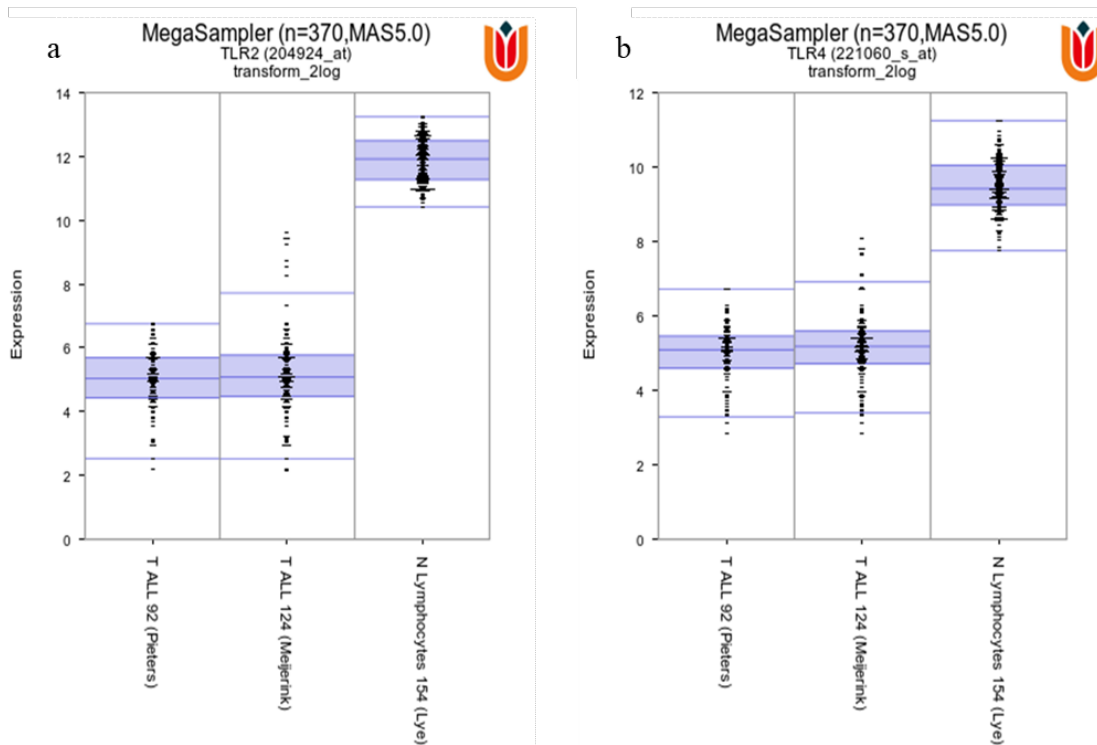 a
MegaSampler (n=370,MAS5.0)
TLR2 (204924_at)
transform_2log
14
12
10
8
6
4
2
0
Expression
T ALL 92 (Pieters)
T ALL 124 (Meijerink)
N Lymphocytes 154 (Lye)
b
MegaSampler (n=370,MAS5.0)
TLR4 (221060_s_at)
transform_2log
12
10
8
6
4
2
0
Expression
T ALL 92 (Pieters)
T ALL 124 (Meijerink)
N Lymphocytes 154 (Lye)